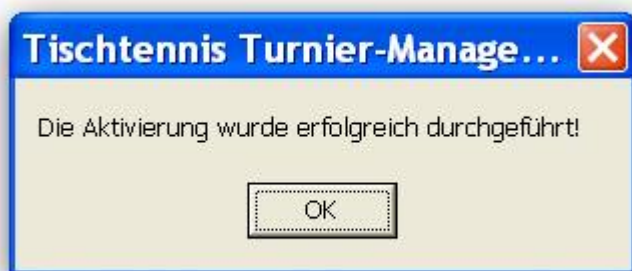 Tischtennis Turnier-Manage...
Die Aktivierung wurde erfolgreich durchgeführt!
OK